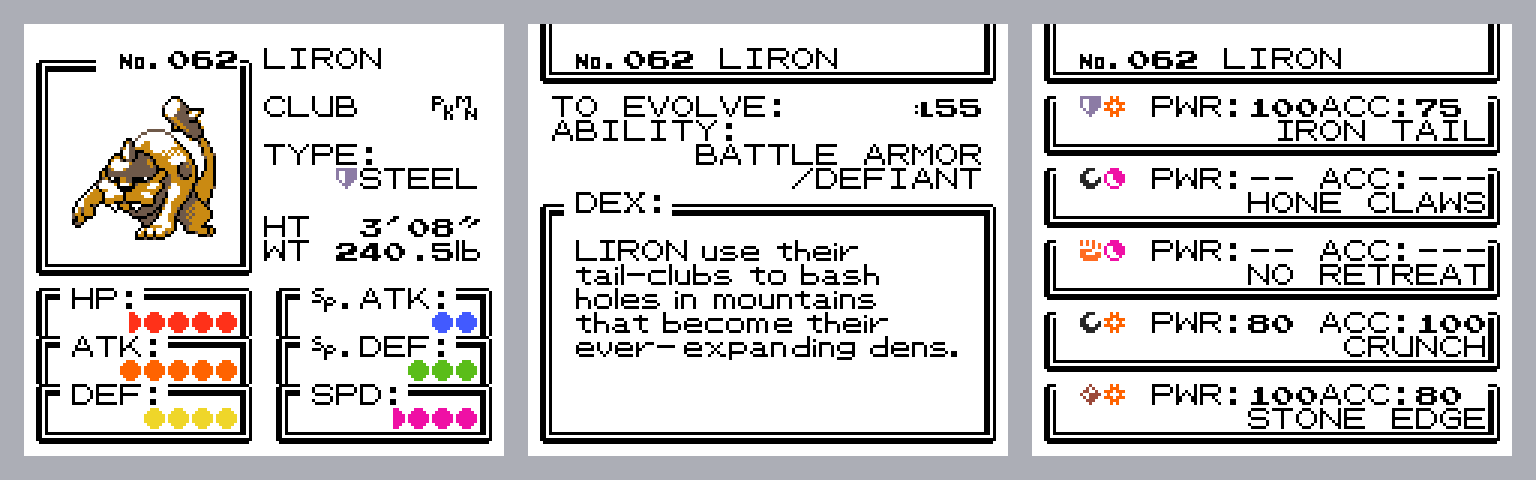 No. 062 LIRON
CLUB PKMN
TYPE:
STEEL
HT 3′08″
WT 240.5lb
HP: Sp. ATK:
ATK: Sp. DEF:
DEF: SPD:
No. 062 LIRON
TO EVOLVE: :L55
ABILITY:
BATTLE ARMOR
/DEFIANT
DEX:
LIRON use their
tail-clubs to bash
holes in mountains
that become their
ever-expanding dens.
No. 062 LIRON
PWR:100ACC:75
IRON TAIL
PWR:-- ACC:---
HONE CLAWS
PWR:-- ACC:---
NO RETREAT
PWR:80 ACC:100
CRUNCH
PWR:100ACC:80
STONE EDGE